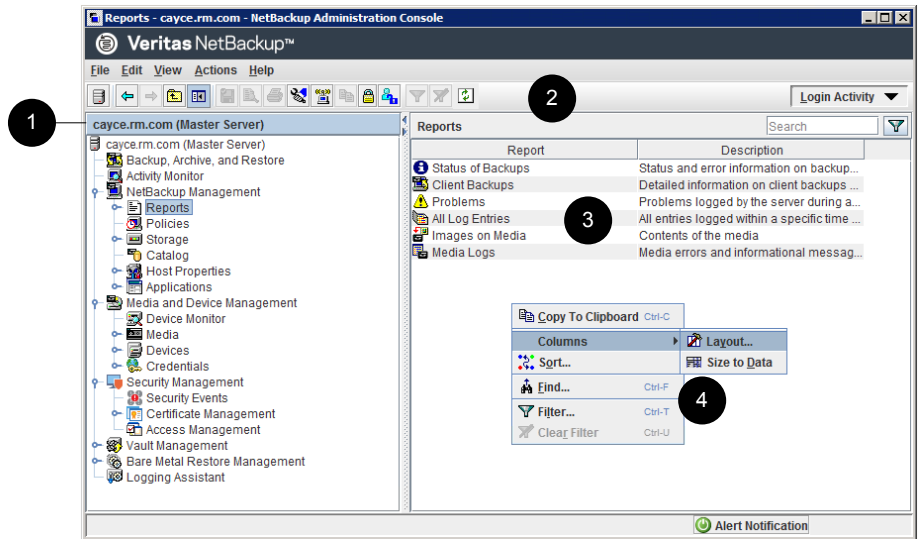 Reports - cayce.rm.com - NetBackup Administration Console
Veritas NetBackup™
File Edit View Actions Help
2
Login Activity
1
cayce.rm.com (Master Server)
Reports
Search
cayce.rm.com (Master Server)
Backup, Archive, and Restore
Activity Monitor
NetBackup Management
Reports
Policies
Storage
Catalog
Host Properties
Applications
Media and Device Management
Device Monitor
Media
Devices
Credentials
Security Management
Security Events
Certificate Management
Access Management
Vault Management
Bare Metal Restore Management
Logging Assistant
Report Description
Status of Backups Status and error information on backup...
Client Backups Detailed information on client backups ...
Problems Problems logged by the server during a...
All Log Entries All entries logged within a specific time ...
3
Images on Media Contents of the media
Media Logs Media errors and informational messag...
Copy To Clipboard Ctrl-C
Columns
Layout...
Sort...
Size to Data
Find... Ctrl-F
4
Filter... Ctrl-T
Clear Filter Ctrl-U
Alert Notification